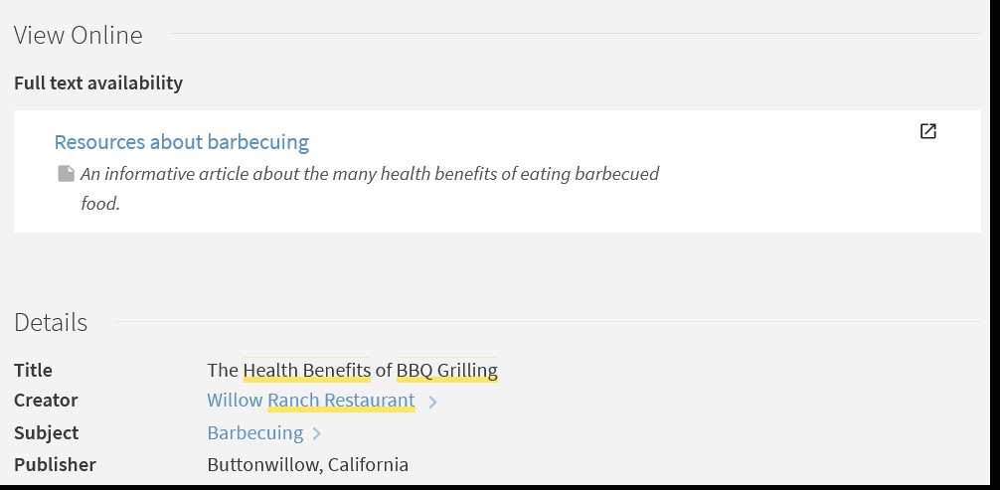 View Online
Full text availability
Resources about barbecuing
An informative article about the many health benefits of eating barbecued
food.
Details
Title The Health Benefits of BBQ Grilling
Creator Willow Ranch Restaurant
Subject Barbecuing
Publisher Buttonwillow, California